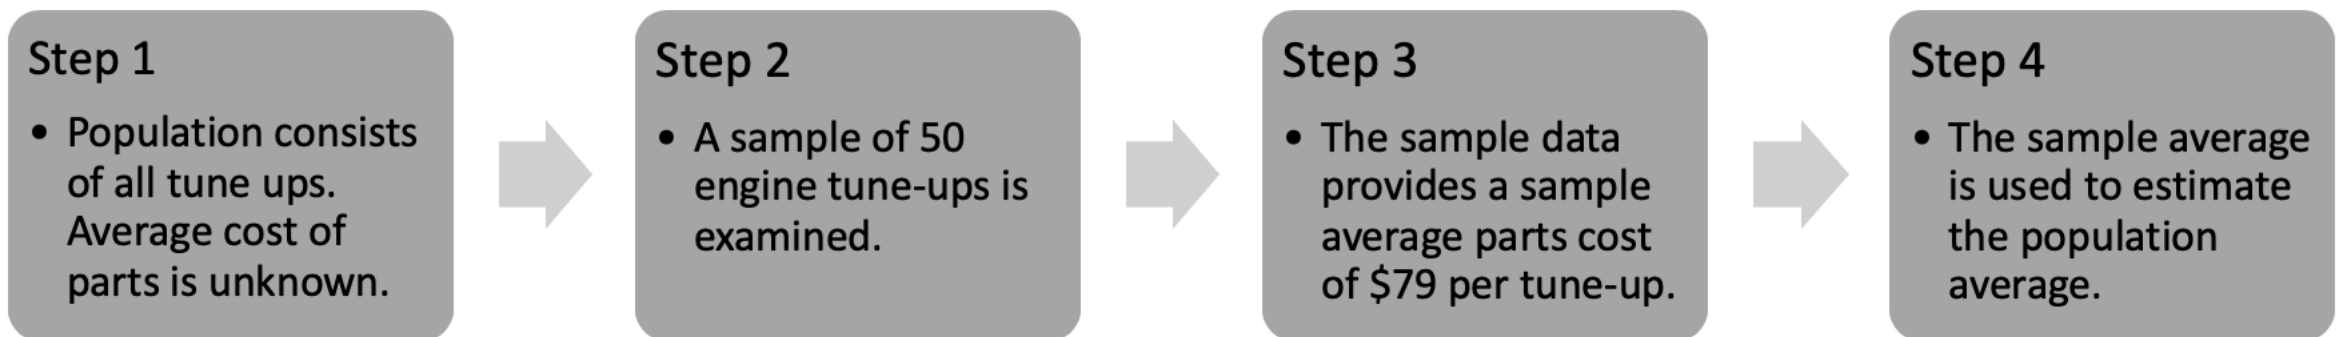 Step 1
• Population consists
of all tune ups.
Average cost of
parts is unknown.
Step 2
• A sample of 50
engine tune-ups is
examined.
Step 3
• The sample data
provides a sample
average parts cost
of $79 per tune-up.
Step 4
• The sample average
is used to estimate
the population
average.